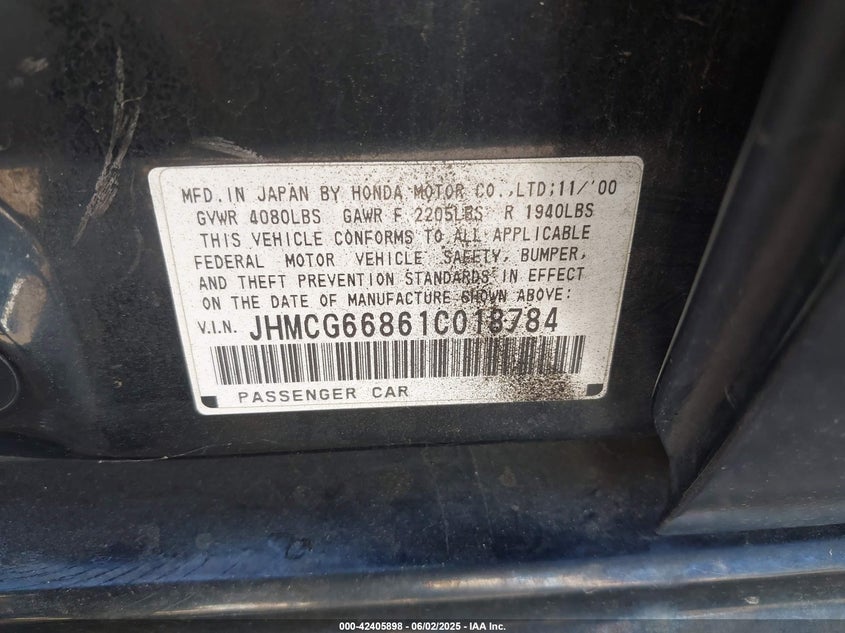 MFD. IN JAPAN BY HONDA MOTOR CO.,LTD;11/'00
GVWR 4080LBS GAWR F 2205LBS R 1940LBS
THIS VEHICLE CONFORMS TO ALL APPLICABLE
FEDERAL MOTOR VEHICLE SAFETY, BUMPER,
AND THEFT PREVENTION STANDARDS IN EFFECT
ON THE DATE OF MANUFACTURE SHOWN ABOVE:
V.I.N. JHMCG66861C018784
PASSENGER CAR
000-42405898 - 06/02/2025 - IAA Inc.